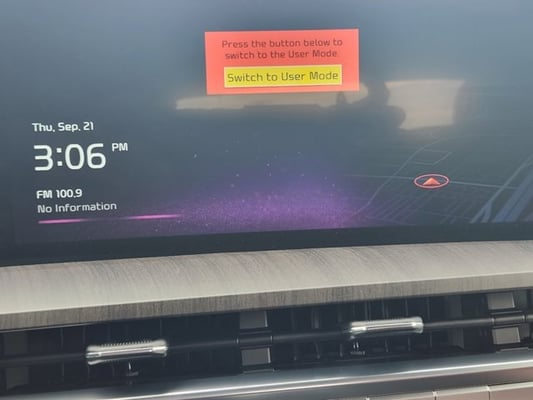 Press the button below to
switch to the User Mode.
Switch to User Mode
Thu, Sep. 21
3:06 PM
FM 100.9
No Information